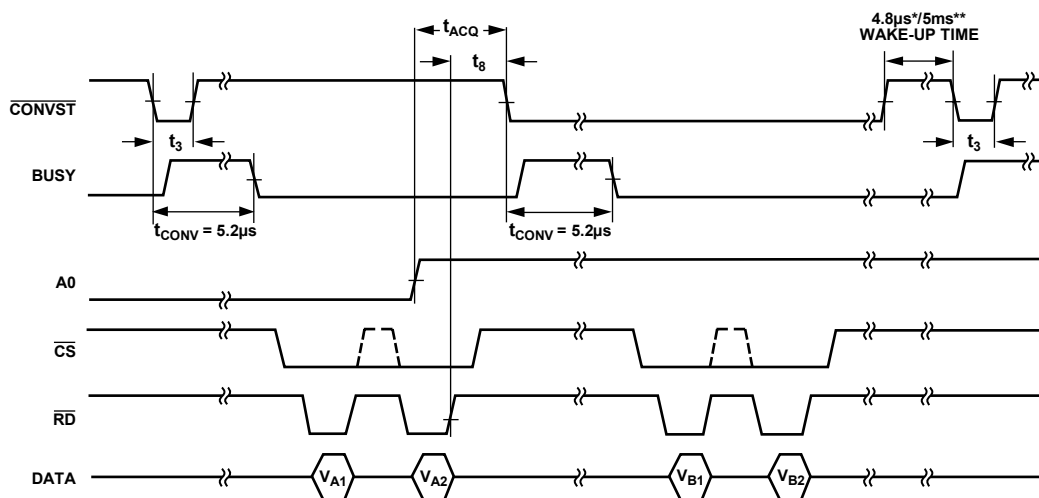 tACQ
t8
4.8µs*/5ms**
WAKE-UP TIME
CONVST
t3
t3
BUSY
tCONV = 5.2µs
tCONV = 5.2µs
A0
CS
RD
DATA
VA1
VA2
VB1
VB2